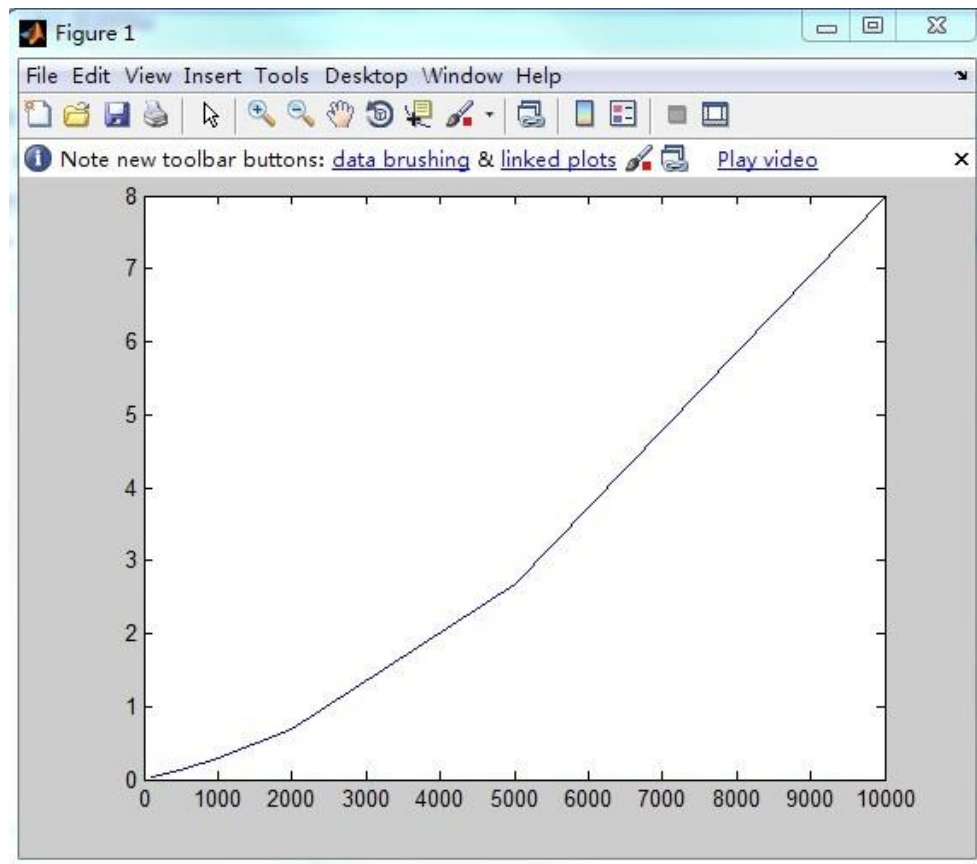 Figure 1
File Edit View Insert Tools Desktop Window Help
Note new toolbar buttons: data brushing & linked plots Play video
8
7
6
5
4
3
2
1
0
0 1000 2000 3000 4000 5000 6000 7000 8000 9000 10000